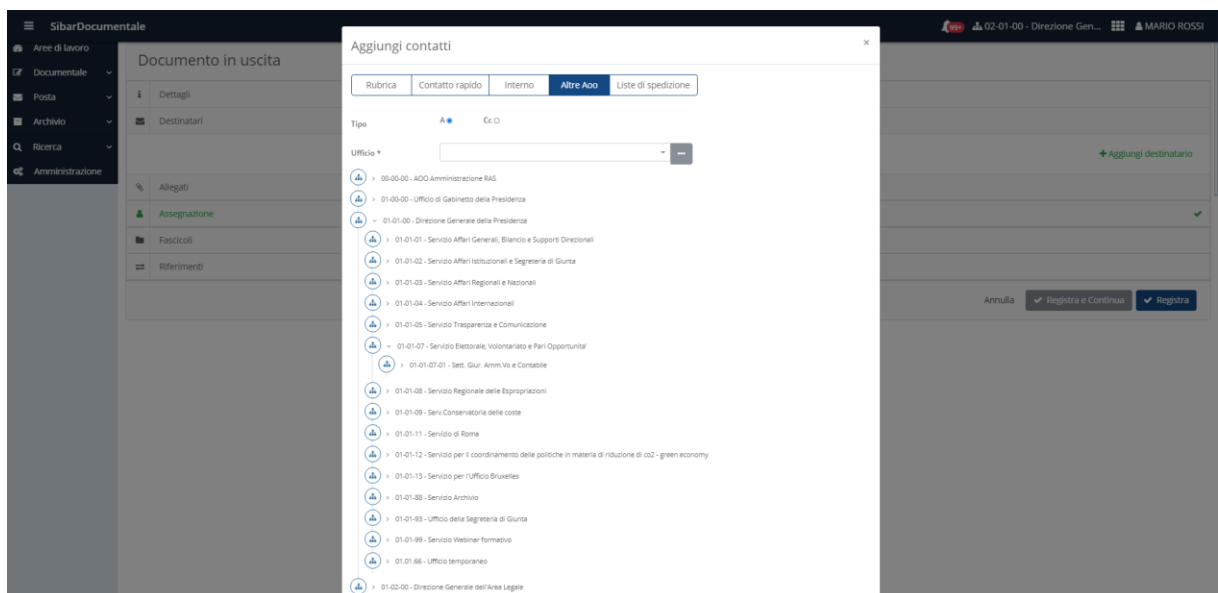 SibarDocumentale
99+
02-01-00 - Direzione Gen...
MARIO ROSSI
Aree di lavoro
Documentale
Posta
Archivio
Ricerca
Amministrazione
Documento in uscita
Dettagli
Destinatari
+ Aggiungi destinatario
Allegati
Assegnazione
Fascicoli
Riferimenti
Annulla
Registra e Continua
Registra
Aggiungi contatti
×
Rubrica Contatto rapido Interno Altre Aoo Liste di spedizione
Tipo A Cc
Ufficio *
00-00-00 - AOO Amministrazione RAS
01-00-00 - Ufficio di Gabinetto della Presidenza
01-01-00 - Direzione Generale della Presidenza
01-01-01 - Servizio Affari Generali, Bilancio e Supporti Direzionali
01-01-02 - Servizio Affari Istituzionali e Segreteria di Giunta
01-01-03 - Servizio Affari Regionali e Nazionali
01-01-04 - Servizio Affari Internazionali
01-01-05 - Servizio Trasparenza e Comunicazione
01-01-07 - Servizio Elettorale, Volontariato e Pari Opportunita'
01-01-07-01 - Sett. Giur. Amm.Vo e Contabile
01-01-08 - Servizio Regionale delle Espropriazioni
01-01-09 - Serv.Conservatoria delle coste
01-01-11 - Servizio di Roma
01-01-12 - Servizio per il coordinamento delle politiche in materia di riduzione di co2 - green economy
01-01-13 - Servizio per l'Ufficio Bruxelles
01-01-88 - Servizio Archivio
01-01-93 - Ufficio della Segreteria di Giunta
01-01-99 - Servizio Webinar formativo
01.01.66 - Ufficio temporaneo
01-02-00 - Direzione Generale dell'Area Legale